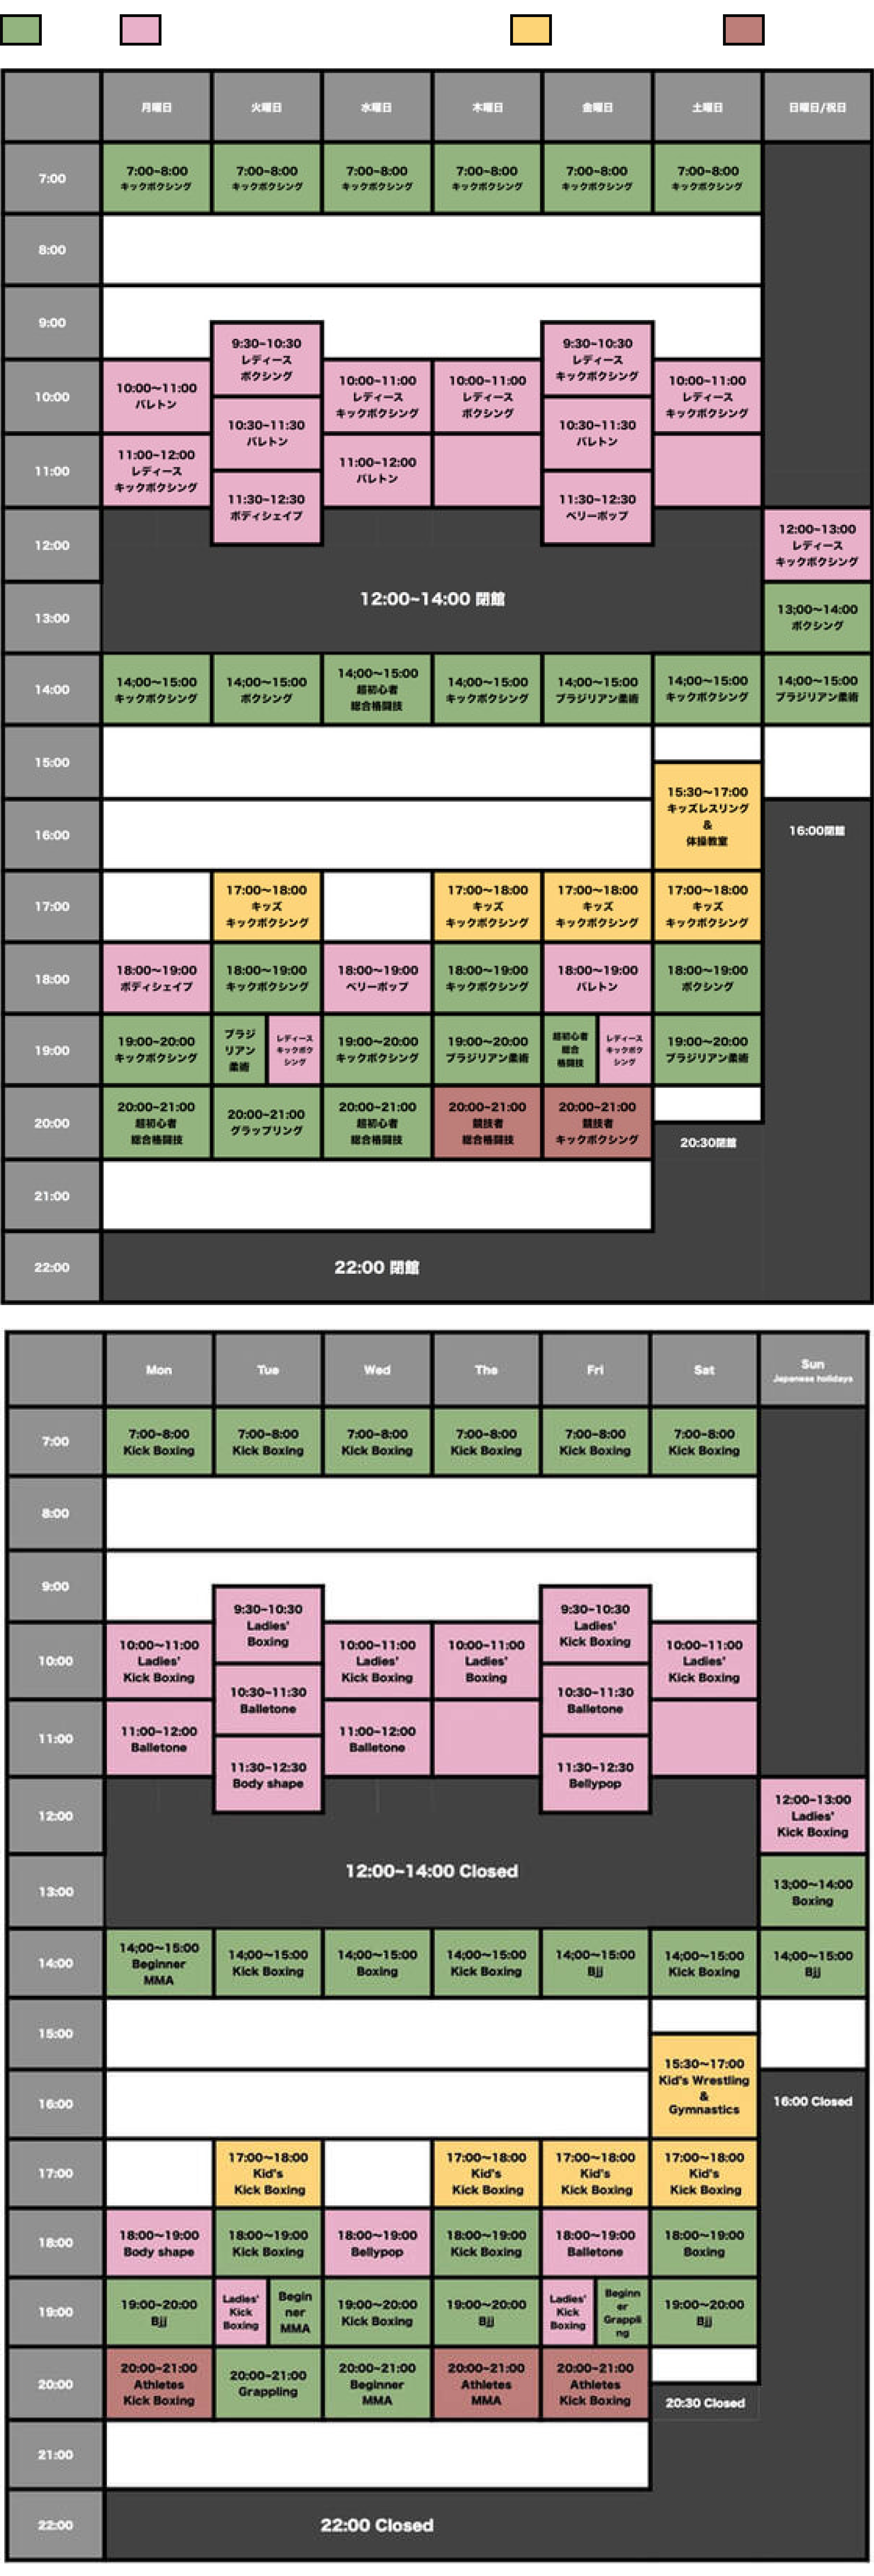 月曜日 火曜日 水曜日 木曜日 金曜日 土曜日 日曜日/祝日
7:00
7:00~8:00 7:00~8:00 7:00~8:00 7:00~8:00 7:00~8:00 7:00~8:00
キックボクシング キックボクシング キックボクシング キックボクシング キックボクシング キックボクシング
8:00
9:00
9:30~10:30
レディース
ボクシング
9:30~10:30
レディース
キックボクシング
10:00
10:00~11:00
バレトン
10:30~11:30
バレトン
10:00~11:00
レディース
キックボクシング
10:00~11:00
レディース
ボクシング
10:30~11:30
バレトン
10:00~11:00
レディース
キックボクシング
11:00
11:00~12:00
レディース
キックボクシング
11:30~12:30
ボディシェイプ
11:00~12:00
バレトン
11:30~12:30
ベリーポップ
12:00
12:00~13:00
レディース
キックボクシング
12:00~14:00 閉館
13:00
13;00~14:00
ボクシング
14:00
14;00~15:00
キックボクシング
14;00~15:00
ボクシング
14;00~15:00
超初心者
総合格闘技
14;00~15:00
キックボクシング
14;00~15:00
ブラジリアン柔術
14;00~15:00
キックボクシング
14;00~15:00
ブラジリアン柔術
15:00
15:30~17:00
キッズレスリング
&
体操教室
16:00
16:00閉館
17:00
17:00~18:00
キッズ
キックボクシング
17:00~18:00
キッズ
キックボクシング
17:00~18:00
キッズ
キックボクシング
17:00~18:00
キッズ
キックボクシング
18:00
18:00~19:00
ボディシェイプ
18:00~19:00
キックボクシング
18:00~19:00
ベリーポップ
18:00~19:00
キックボクシング
18:00~19:00
バレトン
18:00~19:00
ボクシング
19:00
19:00~20:00
キックボクシング
ブラジ
リアン
柔術
レディース
キックボク
シング
19:00~20:00
キックボクシング
19:00~20:00
ブラジリアン柔術
超初心者
総合
格闘技
レディース
キックボク
シング
19:00~20:00
ブラジリアン柔術
20:00
20:00~21:00
超初心者
総合格闘技
20:00~21:00
グラップリング
20:00~21:00
超初心者
総合格闘技
20:00~21:00
競技者
総合格闘技
20:00~21:00
競技者
キックボクシング
20:30閉館
21:00
22:00
22:00 閉館
Mon Tue Wed The Fri Sat Sun
Japanese holidays
7:00
7:00~8:00 7:00~8:00 7:00~8:00 7:00~8:00 7:00~8:00 7:00~8:00
Kick Boxing Kick Boxing Kick Boxing Kick Boxing Kick Boxing Kick Boxing
8:00
9:00
9:30~10:30
Ladies'
Boxing
9:30~10:30
Ladies'
Kick Boxing
10:00
10:00~11:00
Ladies'
Kick Boxing
10:30~11:30
Balletone
10:00~11:00
Ladies'
Kick Boxing
10:00~11:00
Ladies'
Boxing
10:30~11:30
Balletone
10:00~11:00
Ladies'
Kick Boxing
11:00
11:00~12:00
Balletone
11:30~12:30
Body shape
11:00~12:00
Balletone
11:30~12:30
Bellypop
12:00
12:00~13:00
Ladies'
Kick Boxing
12:00~14:00 Closed
13:00
13;00~14:00
Boxing
14:00
14;00~15:00
Beginner
MMA
14;00~15:00
Kick Boxing
14;00~15:00
Boxing
14;00~15:00
Kick Boxing
14;00~15:00
Bjj
14;00~15:00
Kick Boxing
14;00~15:00
Bjj
15:00
15:30~17:00
Kid's Wrestling
&
Gymnastics
16:00
16:00 Closed
17:00
17:00~18:00
Kid's
Kick Boxing
17:00~18:00
Kid's
Kick Boxing
17:00~18:00
Kid's
Kick Boxing
17:00~18:00
Kid's
Kick Boxing
18:00
18:00~19:00
Body shape
18:00~19:00
Kick Boxing
18:00~19:00
Bellypop
18:00~19:00
Kick Boxing
18:00~19:00
Balletone
18:00~19:00
Boxing
19:00
19:00~20:00
Bjj
Ladies'
Kick
Boxing
Begin
ner
MMA
19:00~20:00
Kick Boxing
19:00~20:00
Bjj
Ladies'
Kick
Boxing
Beginn
er
Grappli
ng
19:00~20:00
Bjj
20:00
20:00~21:00
Athletes
Kick Boxing
20:00~21:00
Grappling
20:00~21:00
Beginner
MMA
20:00~21:00
Athletes
MMA
20:00~21:00
Athletes
Kick Boxing
20:30 Closed
21:00
22:00
22:00 Closed